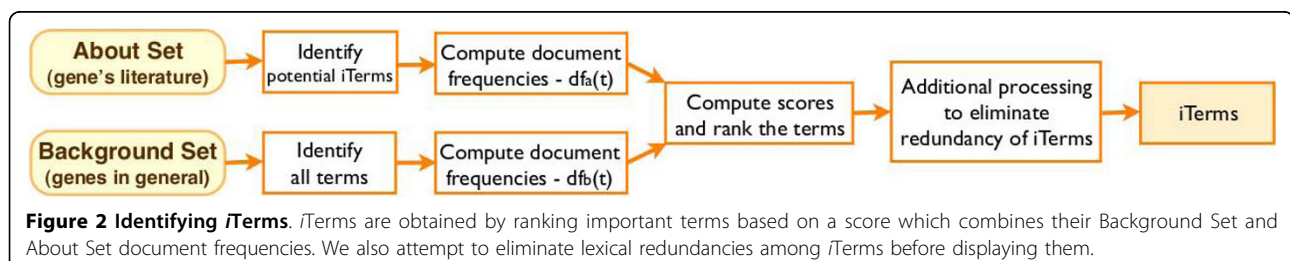 About Set
(gene's literature)
Identify
potential iTerms
Compute document
frequencies - dfa(t)
Background Set
(genes in general)
Identify
all terms
Compute document
frequencies - dfb(t)
Compute scores
and rank the terms
Additional processing
to eliminate
redundancy of iTerms
iTerms
Figure 2 Identifying iTerms. iTerms are obtained by ranking important terms based on a score which combines their Background Set and
About Set document frequencies. We also attempt to eliminate lexical redundancies among iTerms before displaying them.